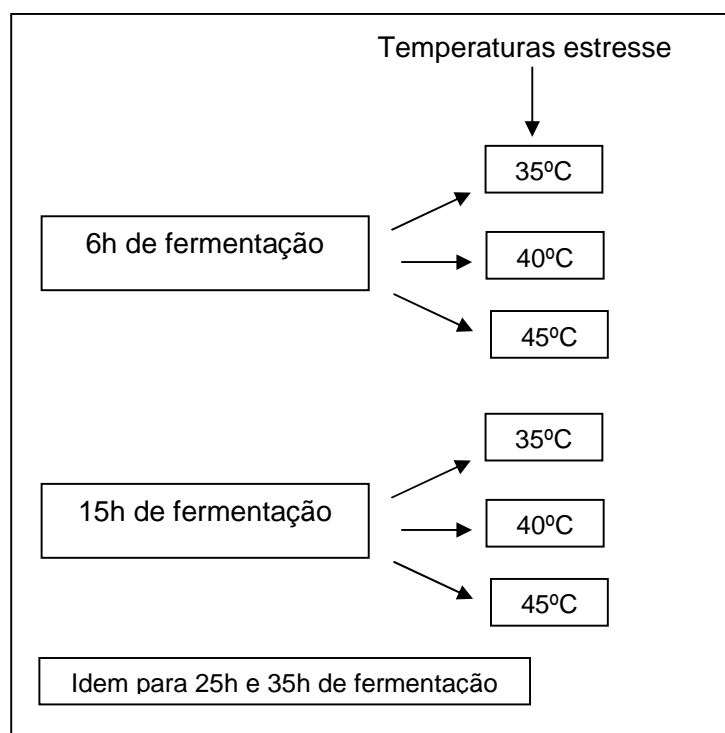 Temperaturas estresse
35ºC
6h de fermentação
40ºC
45ºC
35ºC
15h de fermentação
40ºC
45ºC
Idem para 25h e 35h de fermentação